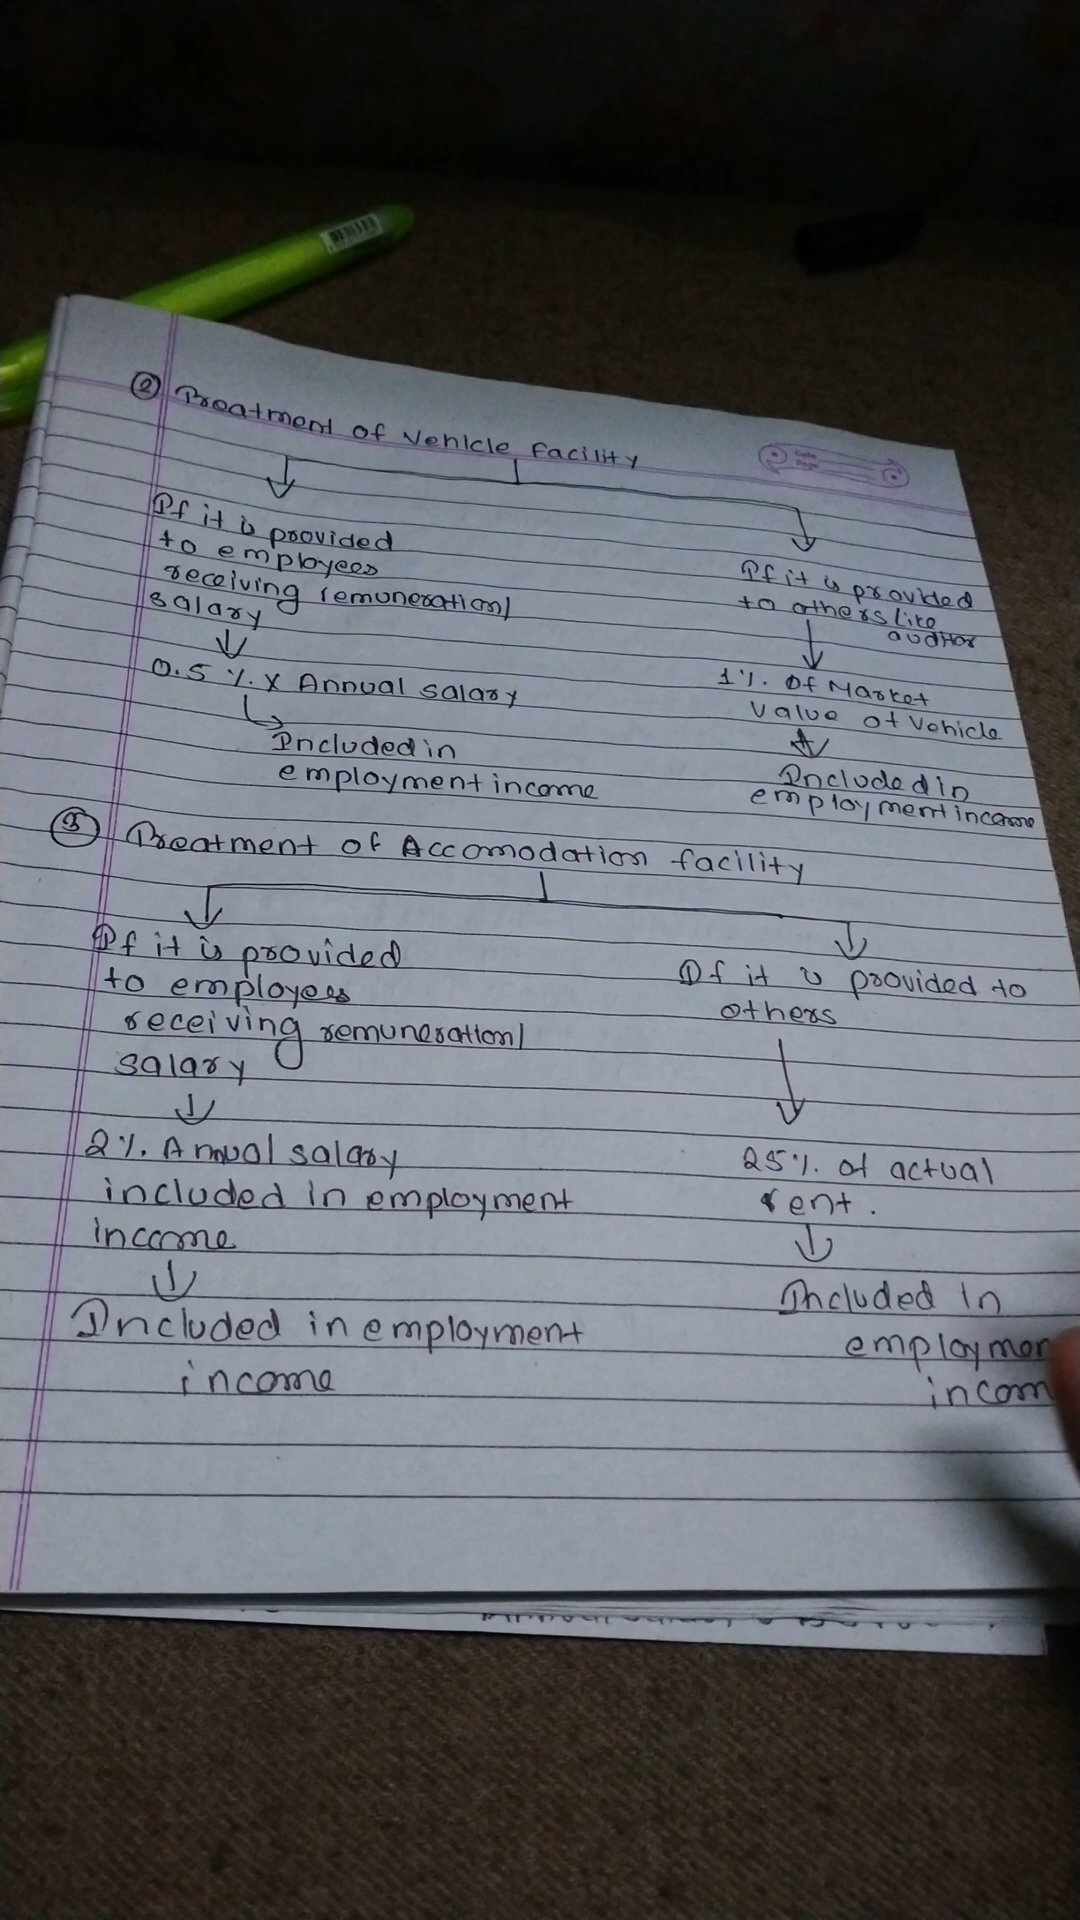 ② Treatment of Vehicle facility
If it is provided
to employees
receiving remuneration/
salary
0.5 % x Annual salary
Included in
employment income
If it is provided
to others like
auditor
1% Of Market
Value of Vehicle
Included in
employment income
③ Treatment of Accomodation facility
If it is provided
to employees
receiving remuneration/
salary
2% Annual salary
included in employment
income
Included in employment
income
If it is provided to
others
25% of actual
rent.
Included In
employmen
incom